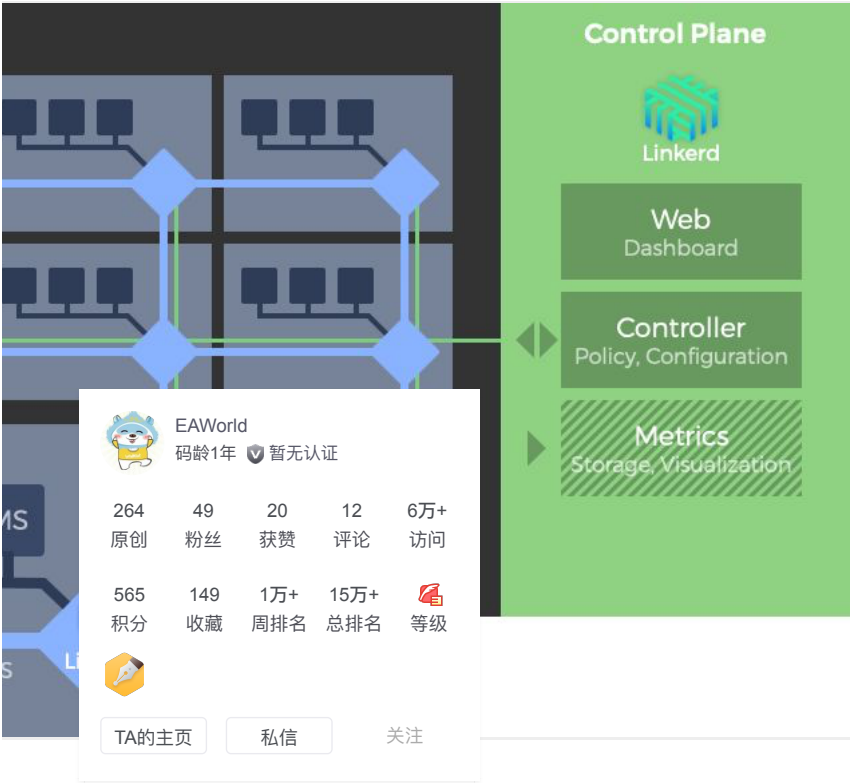 Control Plane
Linkerd
Web
Dashboard
Controller
Policy, Configuration
Metrics
Storage, Visualization
MS
S
Li
EAWorld
码龄1年 暂无认证
264 49 20 12 6万+
原创 粉丝 获赞 评论 访问
565 149 1万+ 15万+
积分 收藏 周排名 总排名 等级
TA的主页 私信 关注